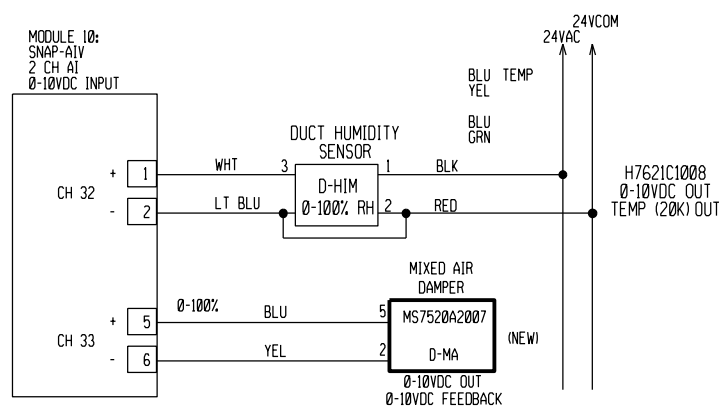 MODULE 10:
SNAP-AIV
2 CH AI
0-10VDC INPUT
24VCOM
24VAC
BLU TEMP
YEL
BLU
GRN
DUCT HUMIDITY
SENSOR
+ 1 WHT 3 1 BLK
CH 32
D-HIM
0-100% RH
- 2 LT BLU 2 RED
H7621C1008
0-10VDC OUT
TEMP (20K) OUT
MIXED AIR
DAMPER
0-100%
+ 5 BLU 5
MS7520A2007
(NEW)
CH 33
- 6 YEL 2
D-MA
0-10VDC OUT
0-10VDC FEEDBACK